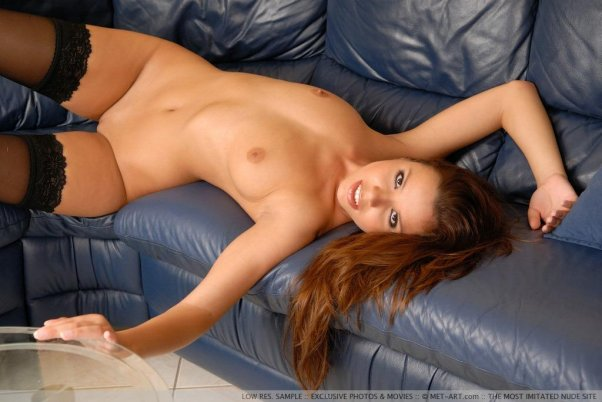 LOW RES. SAMPLE :: EXCLUSIVE PHOTOS & MOVIES :: © MET-ART.com :: THE MOST IMITATED NUDE SITE